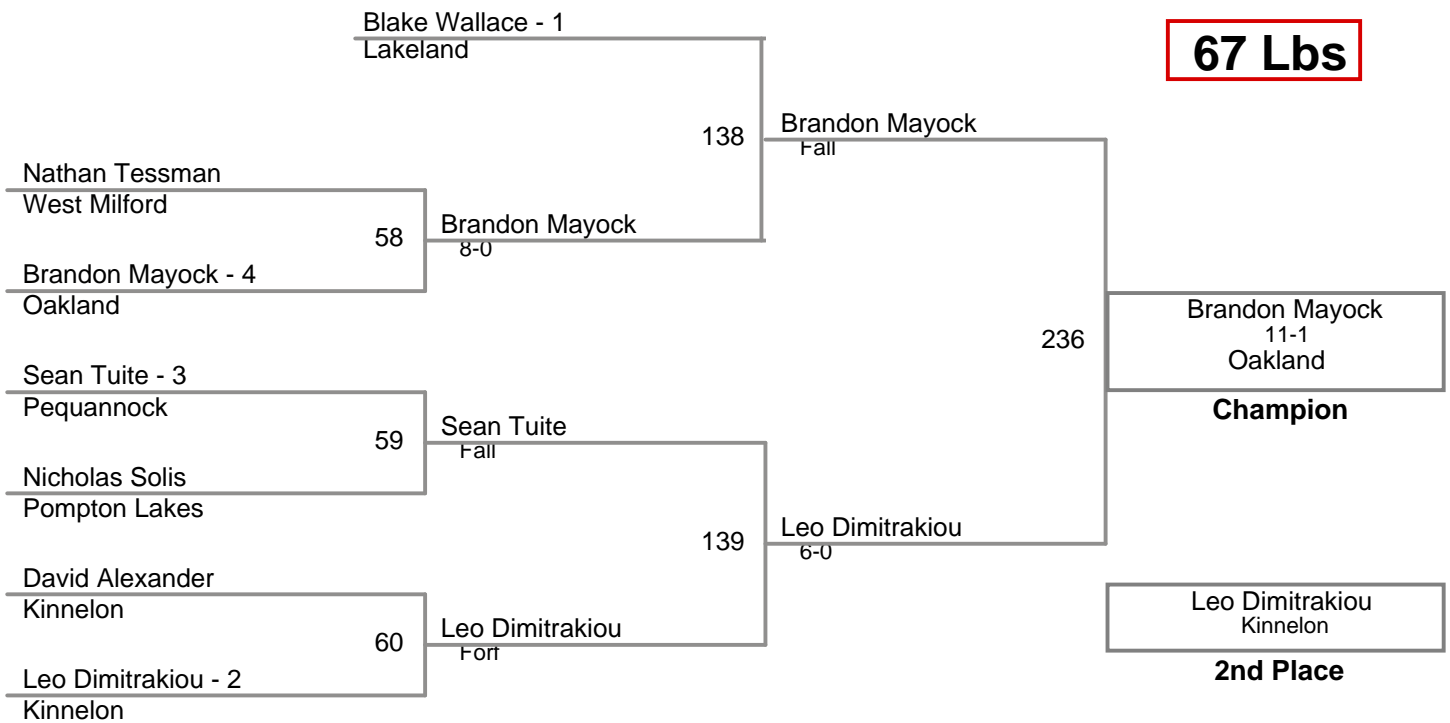 Blake Wallace - 1
Lakeland
67 Lbs
138
Brandon Mayock
Fall
Nathan Tessman
West Milford
58
Brandon Mayock
8-0
Brandon Mayock - 4
Oakland
236
Brandon Mayock
11-1
Oakland
Champion
Sean Tuite - 3
Pequannock
59
Sean Tuite
Fall
Nicholas Solis
Pompton Lakes
139
Leo Dimitrakiou
6-0
David Alexander
Kinnelon
60
Leo Dimitrakiou
Forf
Leo Dimitrakiou - 2
Kinnelon
Leo Dimitrakiou
Kinnelon
2nd Place